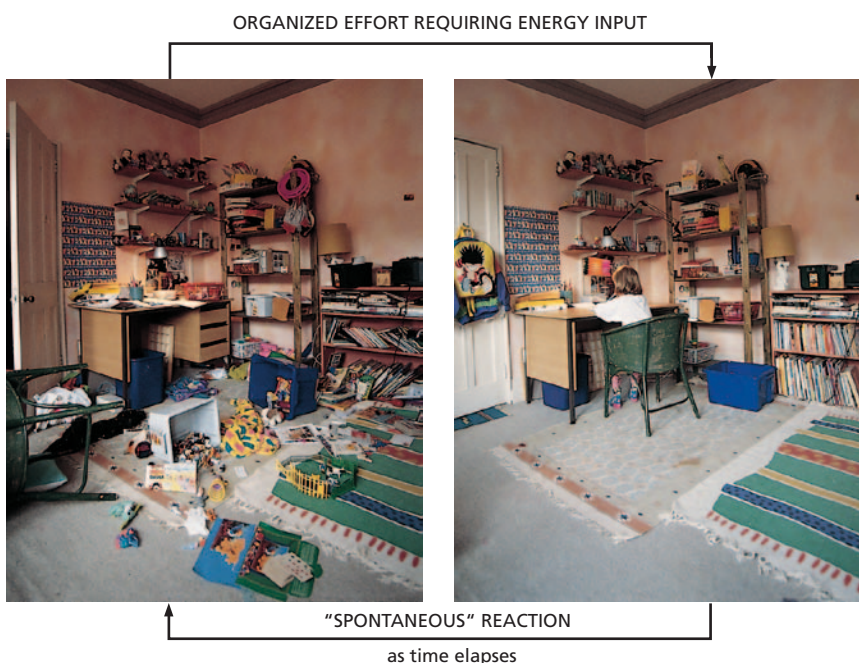 ORGANIZED EFFORT REQUIRING ENERGY INPUT
“SPONTANEOUS“ REACTION
as time elapses